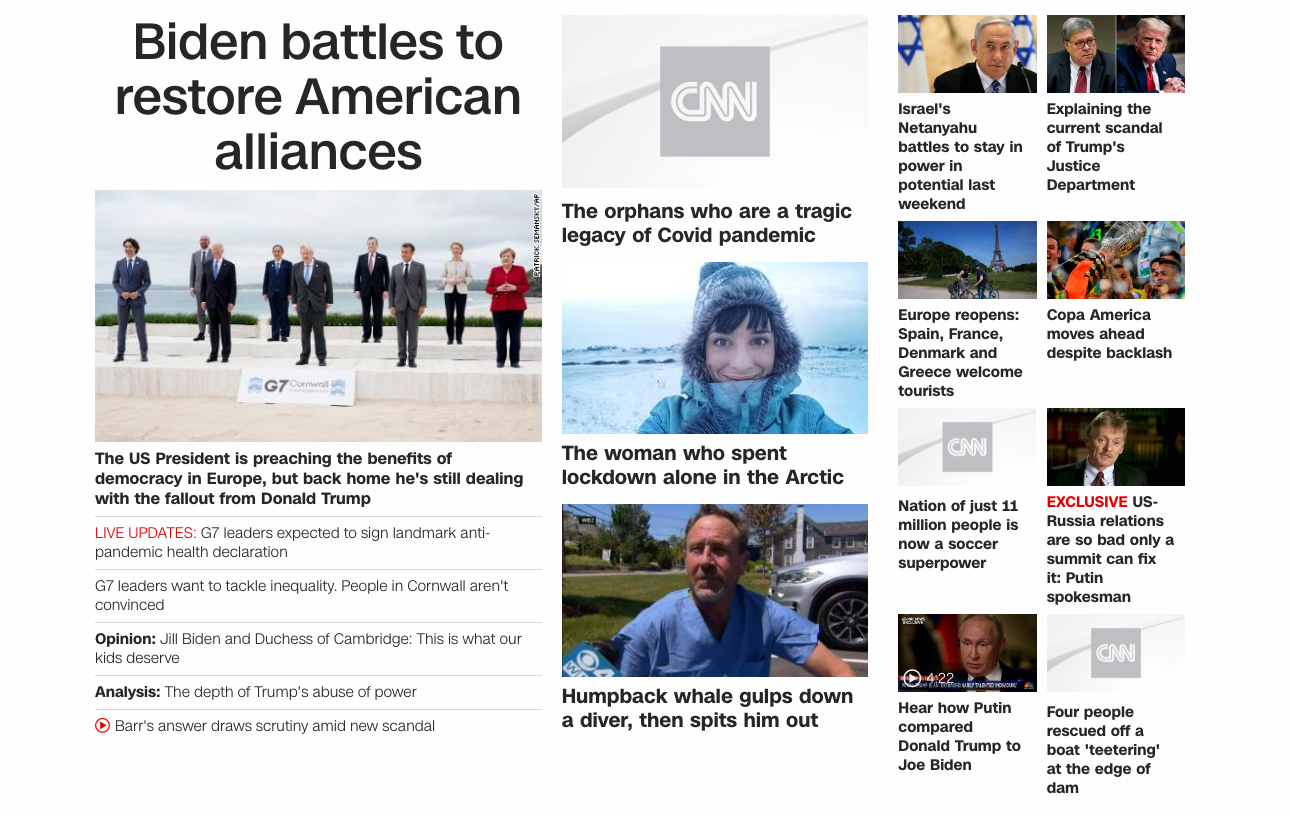 Biden battles to
restore American
alliances
PATRICK SEMANSKY/AP
G7 Cornwall
The US President is preaching the benefits of
democracy in Europe, but back home he's still dealing
with the fallout from Donald Trump
LIVE UPDATES: G7 leaders expected to sign landmark anti-
pandemic health declaration
G7 leaders want to tackle inequality. People in Cornwall aren't
convinced
Opinion: Jill Biden and Duchess of Cambridge: This is what our
kids deserve
Analysis: The depth of Trump's abuse of power
Barr's answer draws scrutiny amid new scandal
CNN
The orphans who are a tragic
legacy of Covid pandemic
The woman who spent
lockdown alone in the Arctic
WBZ
Humpback whale gulps down
a diver, then spits him out
Israel's
Netanyahu
battles to stay in
power in
potential last
weekend
Explaining the
current scandal
of Trump's
Justice
Department
Europe reopens:
Spain, France,
Denmark and
Greece welcome
tourists
Copa America
moves ahead
despite backlash
CNN
Nation of just 11
million people is
now a soccer
superpower
EXCLUSIVE US-
Russia relations
are so bad only a
summit can fix
it: Putin
spokesman
4:22
Hear how Putin
compared
Donald Trump to
Joe Biden
CNN
Four people
rescued off a
boat 'teetering'
at the edge of
dam